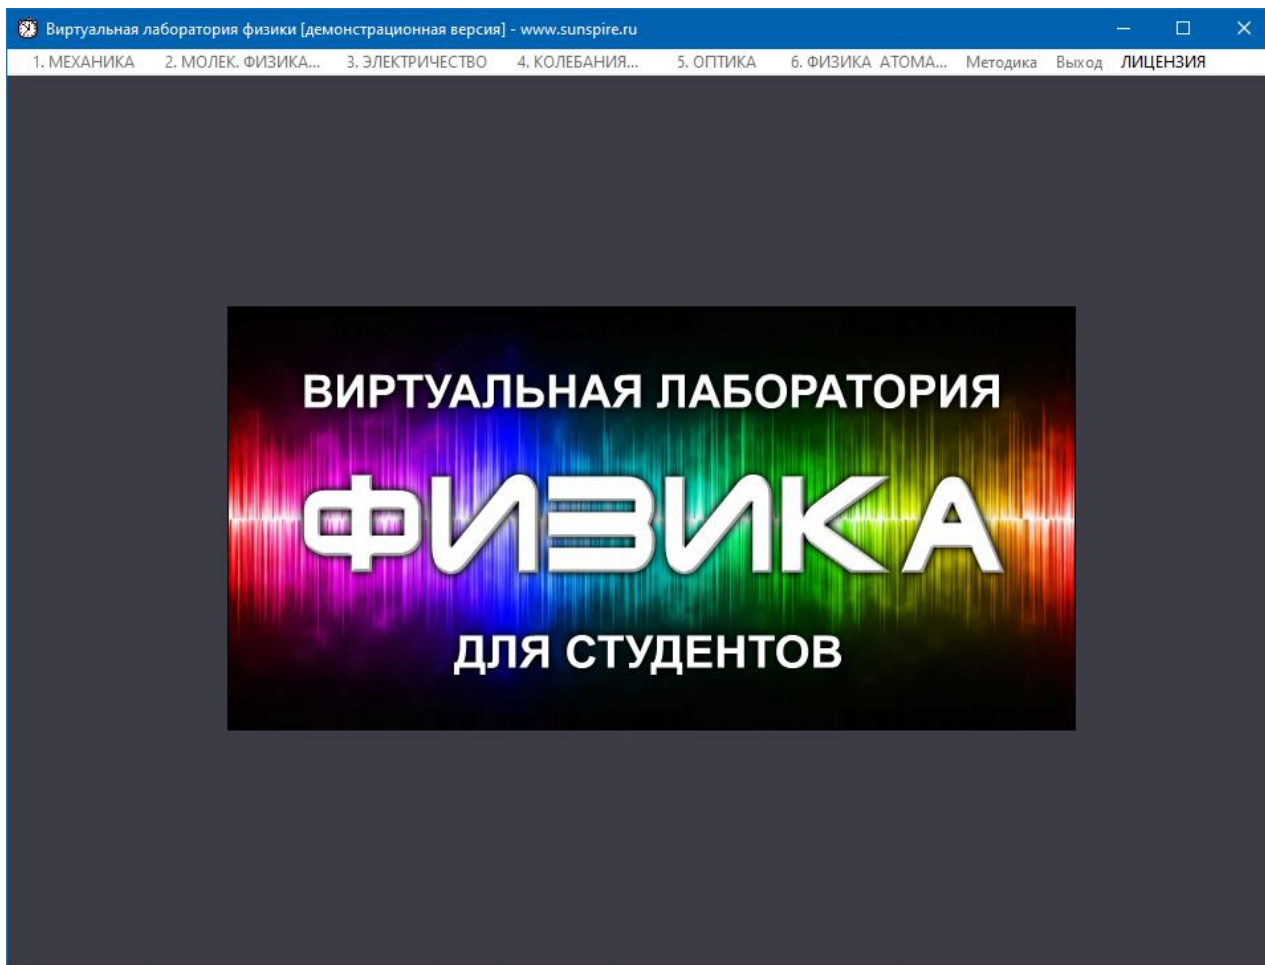 Виртуальная лаборатория физики [демонстрационная версия] - www.sunspire.ru
1. МЕХАНИКА 2. МОЛЕК. ФИЗИКА... 3. ЭЛЕКТРИЧЕСТВО 4. КОЛЕБАНИЯ... 5. ОПТИКА 6. ФИЗИКА АТОМА... Методика Выход ЛИЦЕНЗИЯ
ВИРТУАЛЬНАЯ ЛАБОРАТОРИЯ
ФИЗИКА
ДЛЯ СТУДЕНТОВ